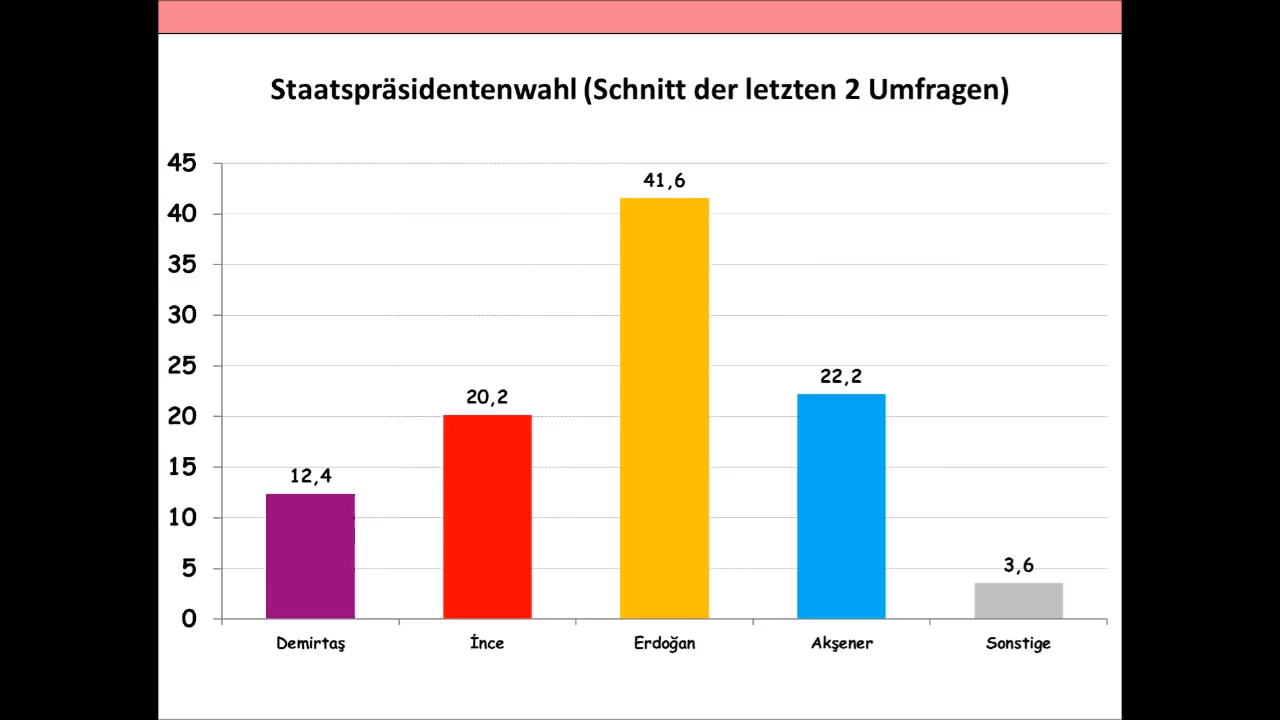 Staatspräsidentenwahl (Schnitt der letzten 2 Umfragen)
45
40
35
30
25
20
15
10
5
0
12,4
20,2
41,6
22,2
3,6
Demirtaş
İnce
Erdoğan
Akşener
Sonstige